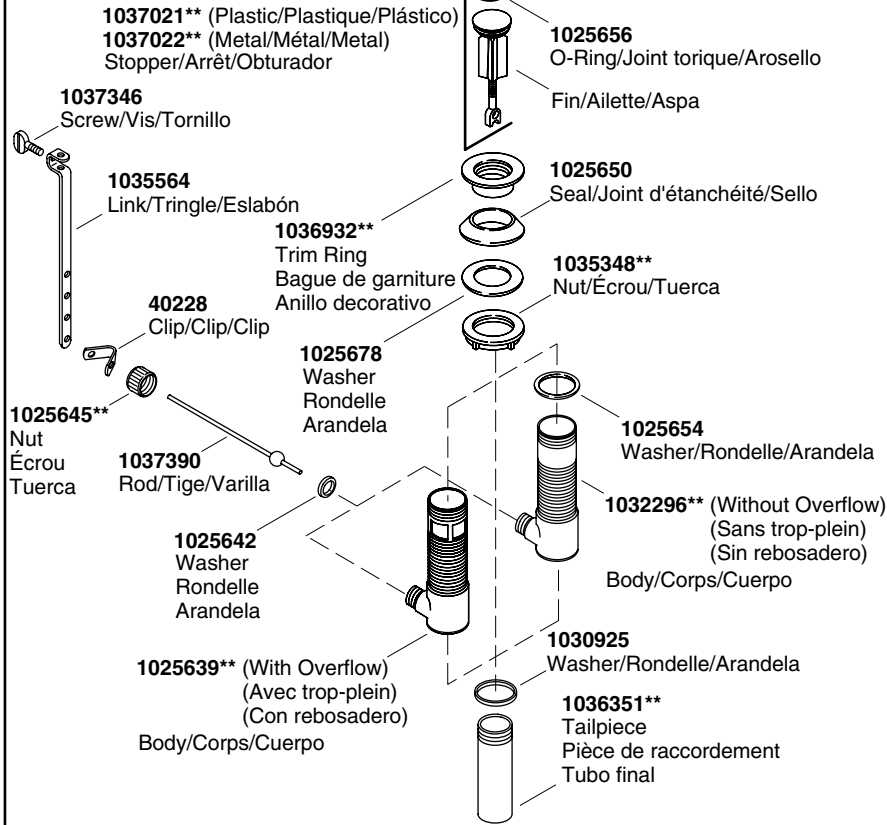 1037021** (Plastic/Plastique/Plástico)
1037022** (Metal/Métal/Metal)
Stopper/Arrêt/Obturador
1025656
O-Ring/Joint torique/Arosello
Fin/Ailette/Aspa
1037346
Screw/Vis/Tornillo
1035564
Link/Tringle/Eslabón
1025650
Seal/Joint d'étanchéité/Sello
1036932**
Trim Ring
Bague de garniture
Anillo decorativo
1035348**
Nut/Écrou/Tuerca
40228
Clip/Clip/Clip
1025678
Washer
Rondelle
Arandela
1025645**
Nut
Écrou
Tuerca
1037390
Rod/Tige/Varilla
1025654
Washer/Rondelle/Arandela
1032296** (Without Overflow)
(Sans trop-plein)
(Sin rebosadero)
Body/Corps/Cuerpo
1025642
Washer
Rondelle
Arandela
1025639** (With Overflow)
(Avec trop-plein)
(Con rebosadero)
Body/Corps/Cuerpo
1030925
Washer/Rondelle/Arandela
1036351**
Tailpiece
Pièce de raccordement
Tubo final